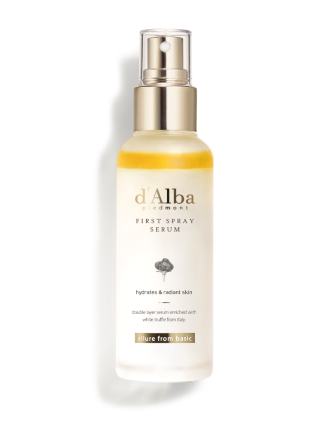 d'Alba
piedmont
FIRST SPRAY
SERUM
hydrates & radiant skin
Double layer serum enriched with
white truffle from Italy.
allure from basic